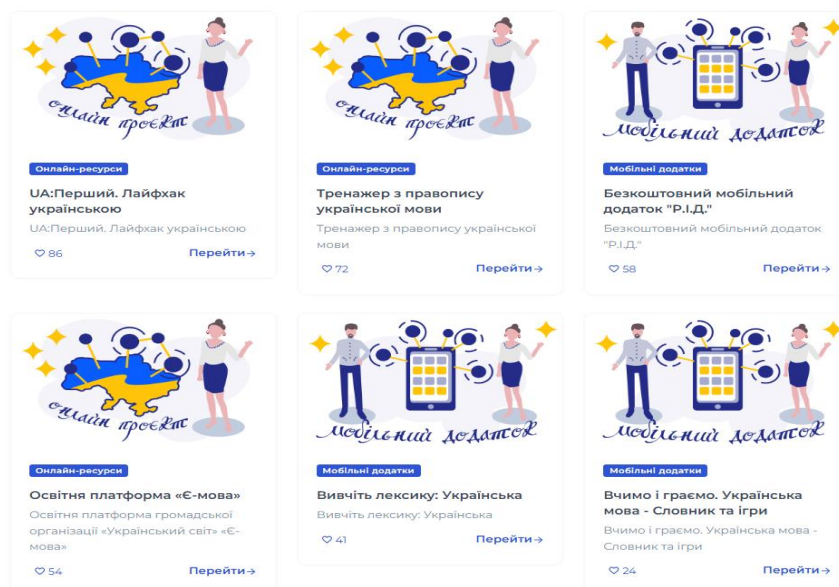 онлайн проєкт
Онлайн-ресурси
UA:Перший. Лайфхак
українською
UA:Перший. Лайфхак українською
86 Перейти→
онлайн проєкт
Онлайн-ресурси
Тренажер з правопису
української мови
Тренажер з правопису української
мови
72 Перейти→
мобільний додаток
Мобільні додатки
Безкоштовний мобільний
додаток "Р.І.Д."
Безкоштовний мобільний додаток
"Р.І.Д."
58 Перейти→
онлайн проєкт
Онлайн-ресурси
Освітня платформа «Є-мова»
Освітня платформа громадської
організації «Український світ» «Є-
мова»
54 Перейти→
мобільний додаток
Мобільні додатки
Вивчіть лексику: Українська
Вивчіть лексику: Українська
41 Перейти→
мобільний додаток
Мобільні додатки
Вчимо і граємо. Українська
мова - Словник та ігри
Вчимо і граємо. Українська мова -
Словник та ігри
24 Перейти→